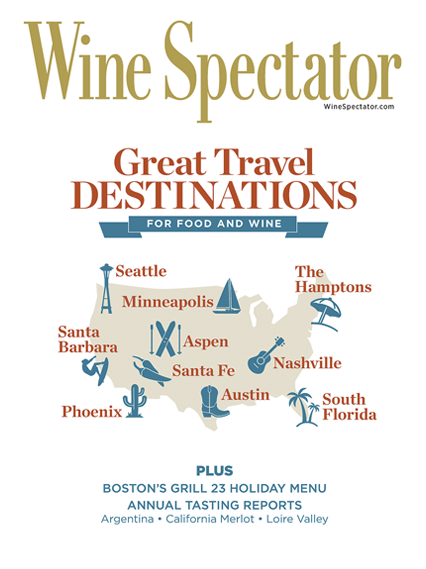 Wine Spectator
WineSpectator.com
Great Travel
DESTINATIONS
FOR FOOD AND WINE
Seattle
The
Hamptons
Minneapolis
Santa
Barbara
Aspen
Santa Fe
Nashville
Austin
Phoenix
South
Florida
PLUS
BOSTON'S GRILL 23 HOLIDAY MENU
ANNUAL TASTING REPORTS
Argentina • California Merlot • Loire Valley